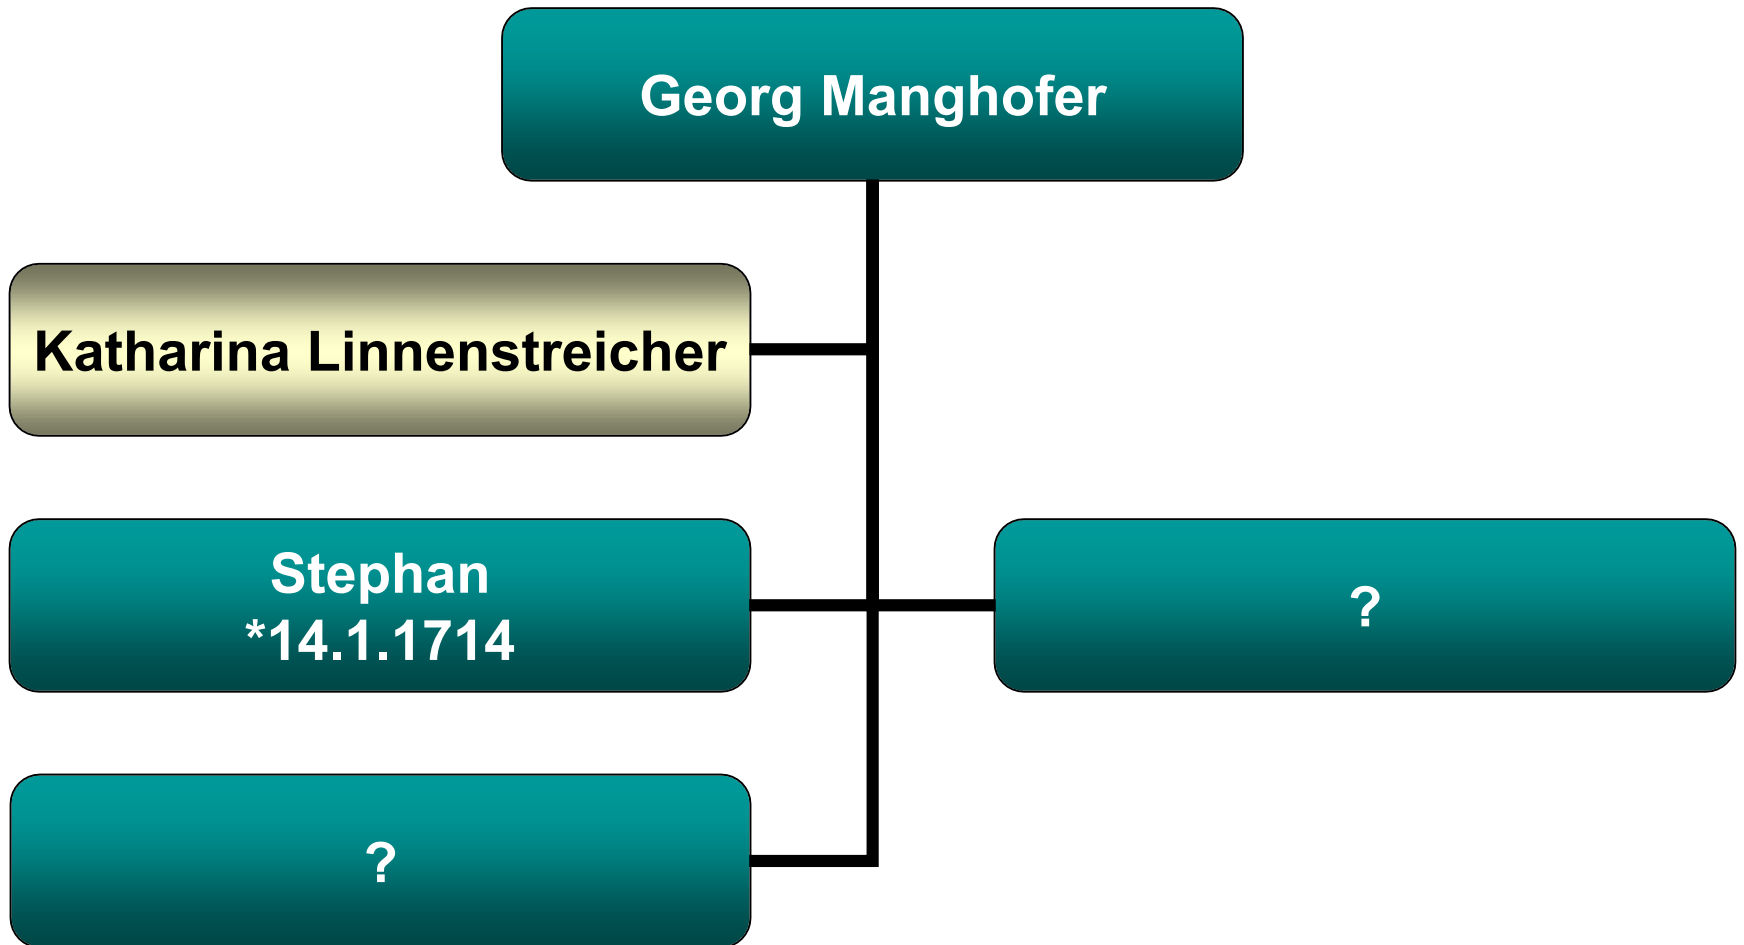 Georg Manghofer
Katharina Linnenstreicher
Stephan
*14.1.1714
?
?